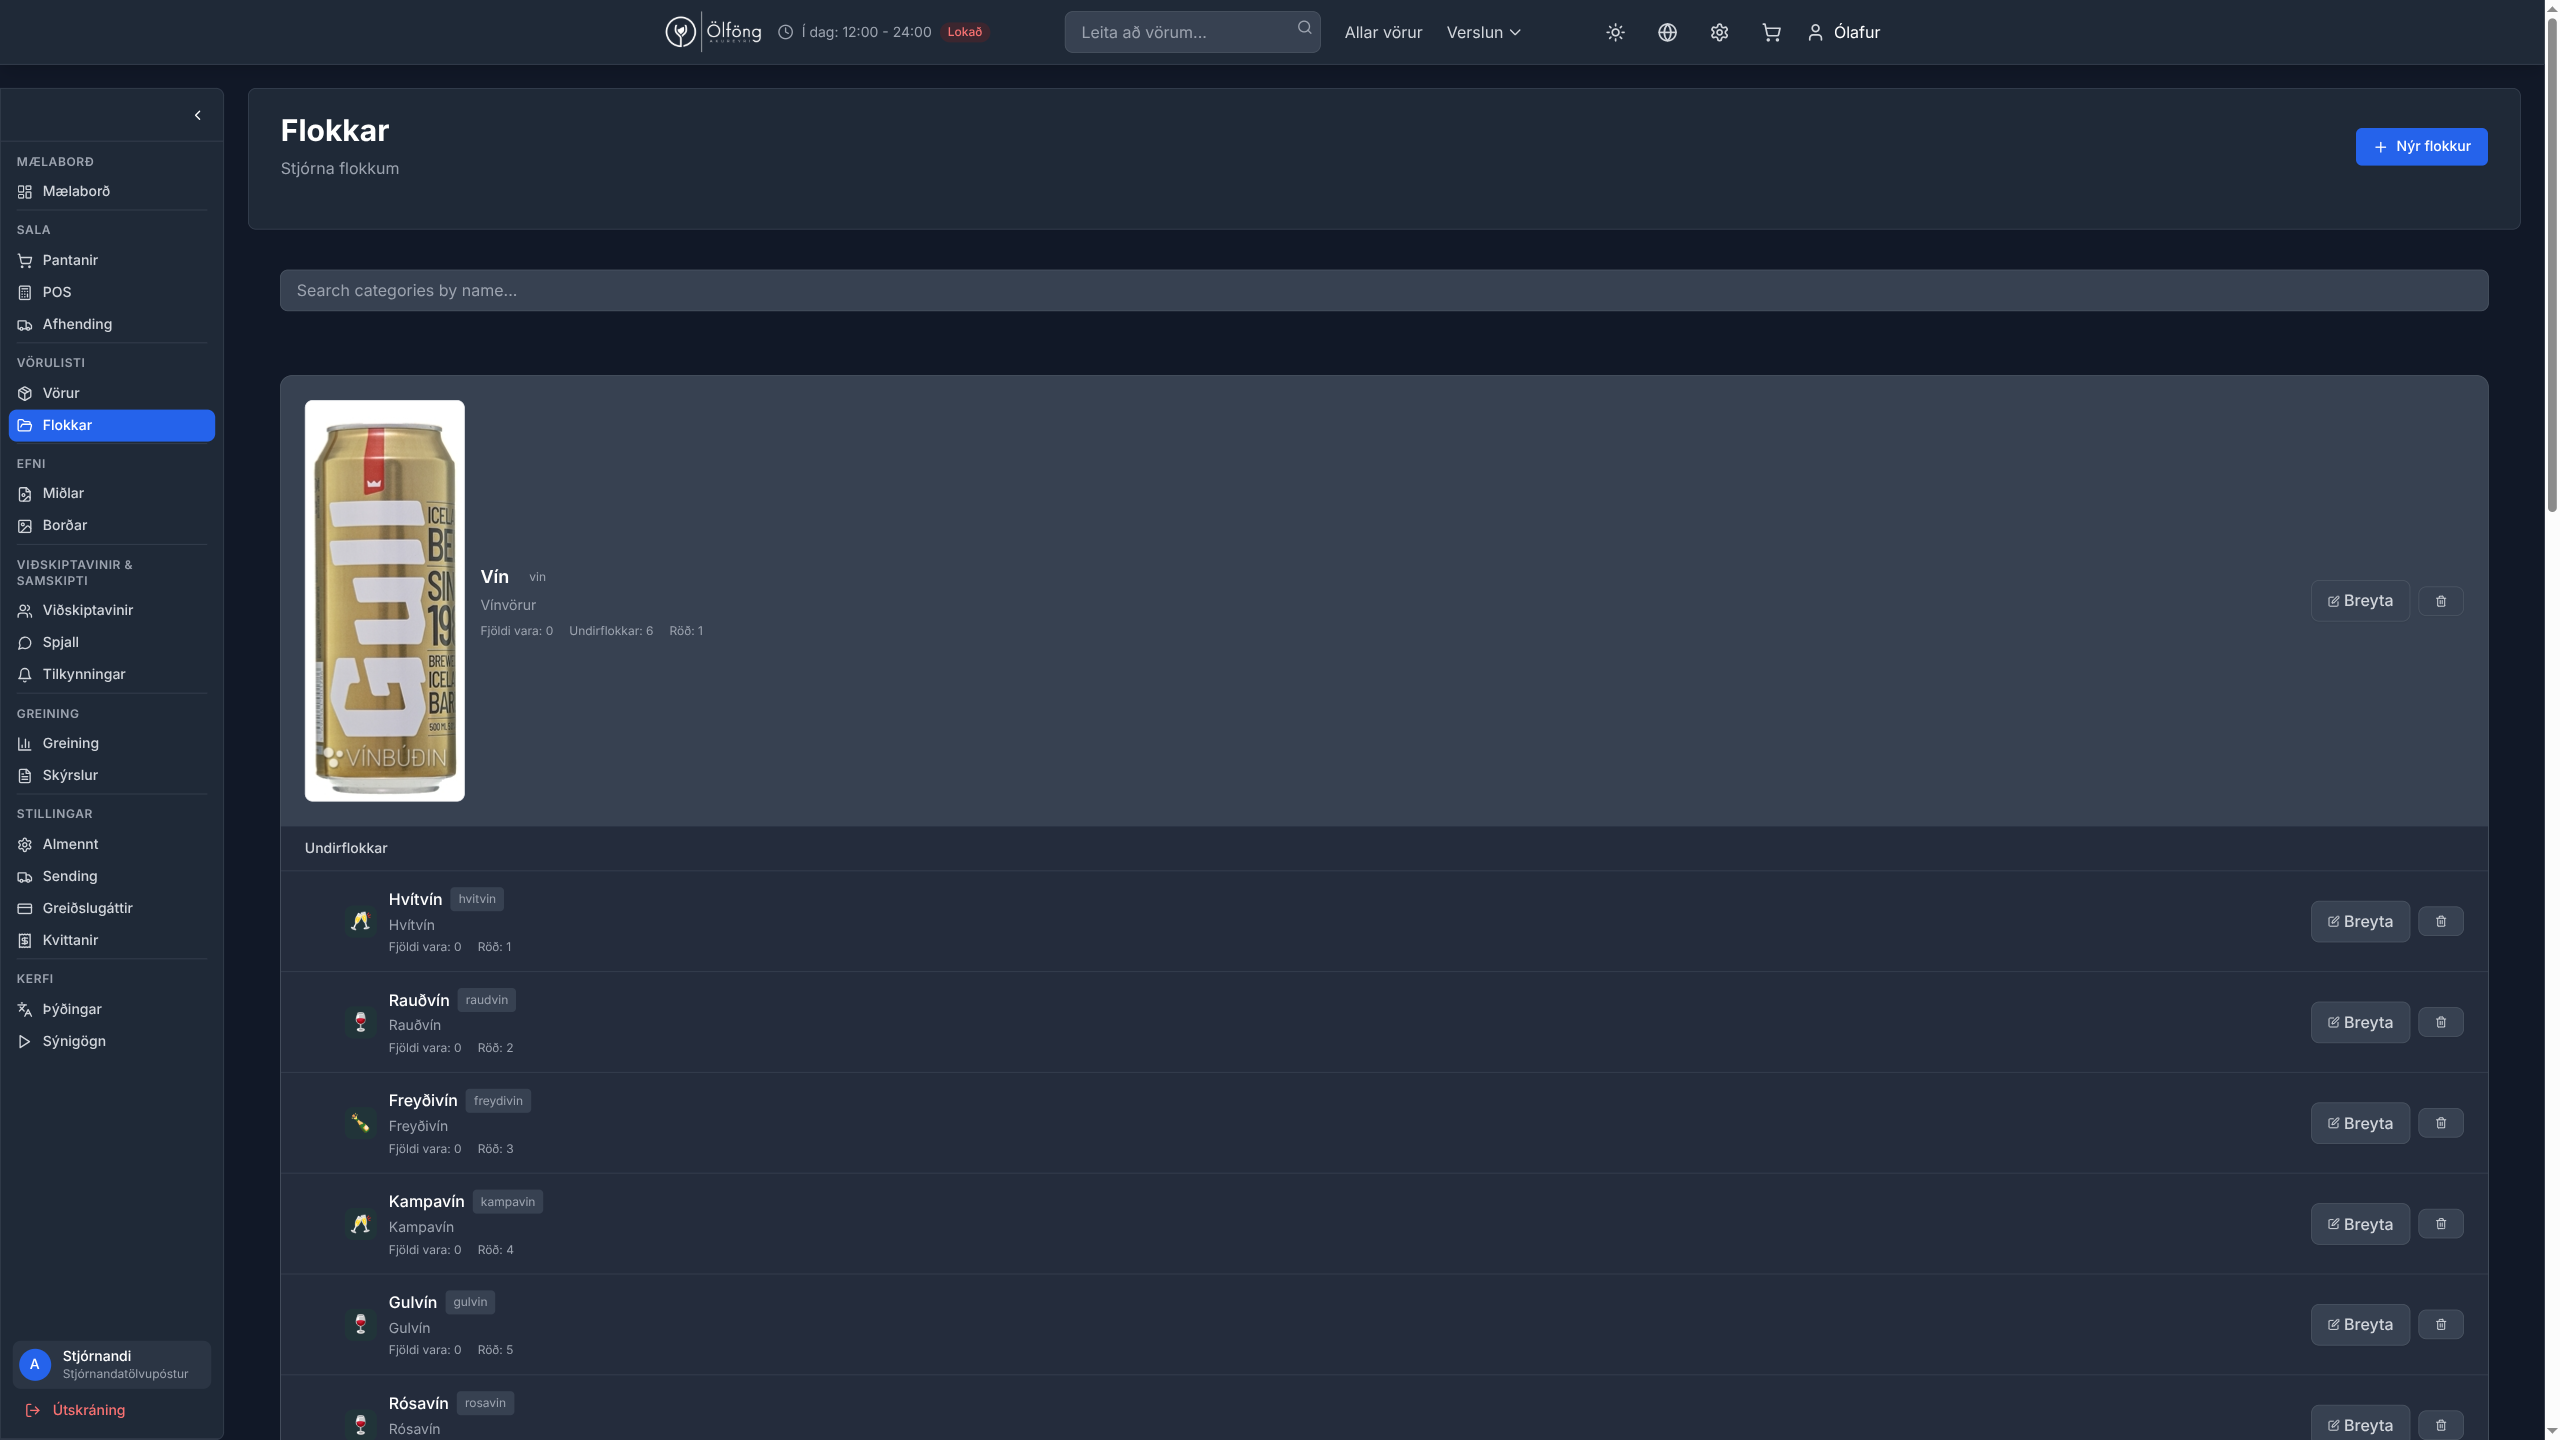 Ölföng
Í dag: 12:00 - 24:00
Lokað
Leita að vörum...
Allar vörur
Verslun
Ólafur
MÆLABORÐ
Mælaborð
SALA
Pantanir
POS
Afhending
VÖRULISTI
Vörur
Flokkar
EFNI
Miðlar
Borðar
VIÐSKIPTAVINIR &
SAMSKIPTI
Viðskiptavinir
Spjall
Tilkynningar
GREINING
Greining
Skýrslur
STILLINGAR
Almennt
Sending
Greiðslugáttir
Kvittanir
KERFI
Þýðingar
Sýnigögn
A
Stjórnandi
Stjórnandatölvupóstur
Útskráning
Flokkar
Stjórna flokkum
Nýr flokkur
Search categories by name...
GULL
ICEL
BE
SIN
19
BREWE
ICEL
BAR
VÍNBÚÐIN
Vín vin
Vínvörur
Fjöldi vara: 0 Undirflokkar: 6 Röð: 1
Breyta
Undirflokkar
Hvítvín hvitvin
Hvítvín
Fjöldi vara: 0 Röð: 1
Breyta
Rauðvín raudvin
Rauðvín
Fjöldi vara: 0 Röð: 2
Breyta
Freyðivín freydivin
Freyðivín
Fjöldi vara: 0 Röð: 3
Breyta
Kampavín kampavin
Kampavín
Fjöldi vara: 0 Röð: 4
Breyta
Gulvín gulvin
Gulvín
Fjöldi vara: 0 Röð: 5
Breyta
Rósavín rosavin
Rósavín
Breyta